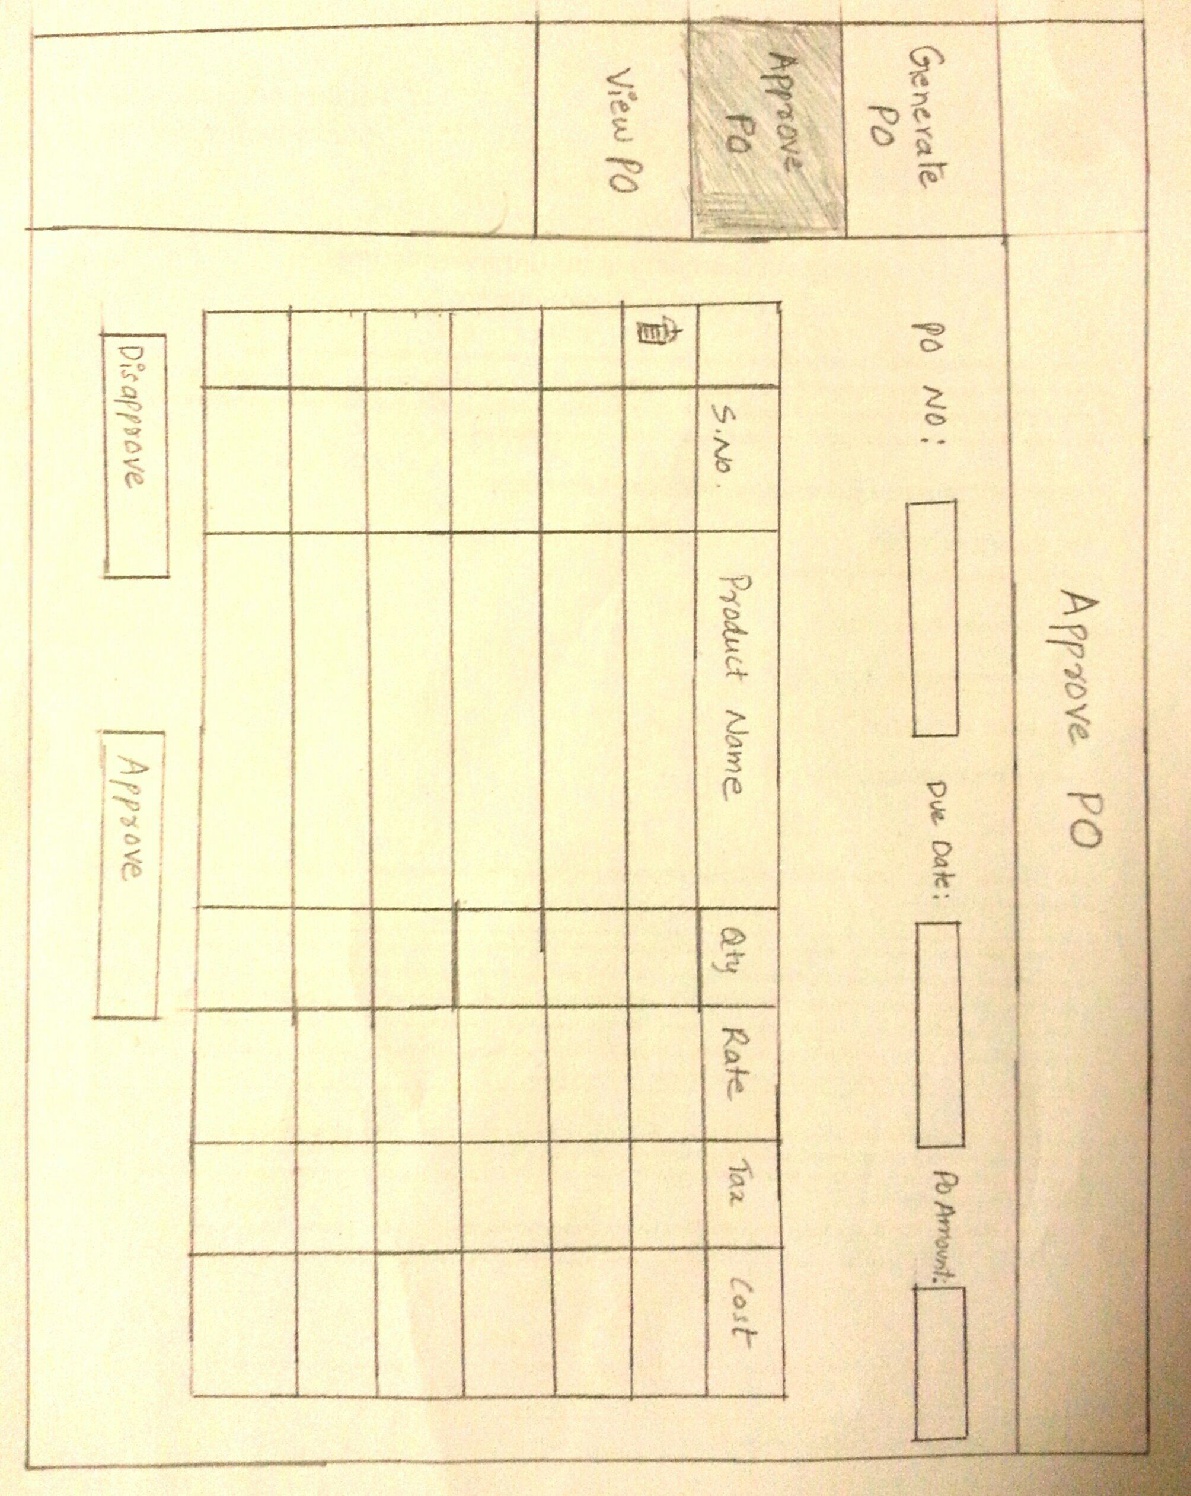 Approve PO
Generate
PO
Approve
PO
View PO
PO NO:
Due Date:
PO Amount:
S.No.
Product Name
Qty
Rate
Tax
Cost
Disapprove
Approve